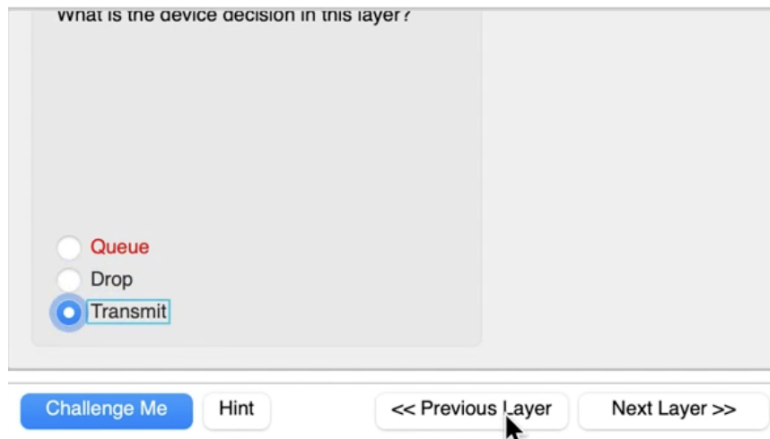 What is the device decision in this layer?
Queue
Drop
Transmit
Challenge Me
Hint
<< Previous Layer
Next Layer >>